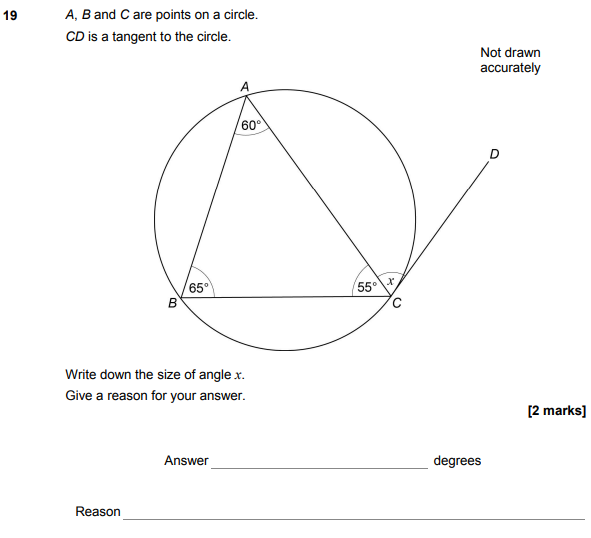 19 A, B and C are points on a circle.
CD is a tangent to the circle.
Not drawn
accurately
A
60°
D
65°
55°
x
B
C
Write down the size of angle x.
Give a reason for your answer.
[2 marks]
Answer degrees
Reason